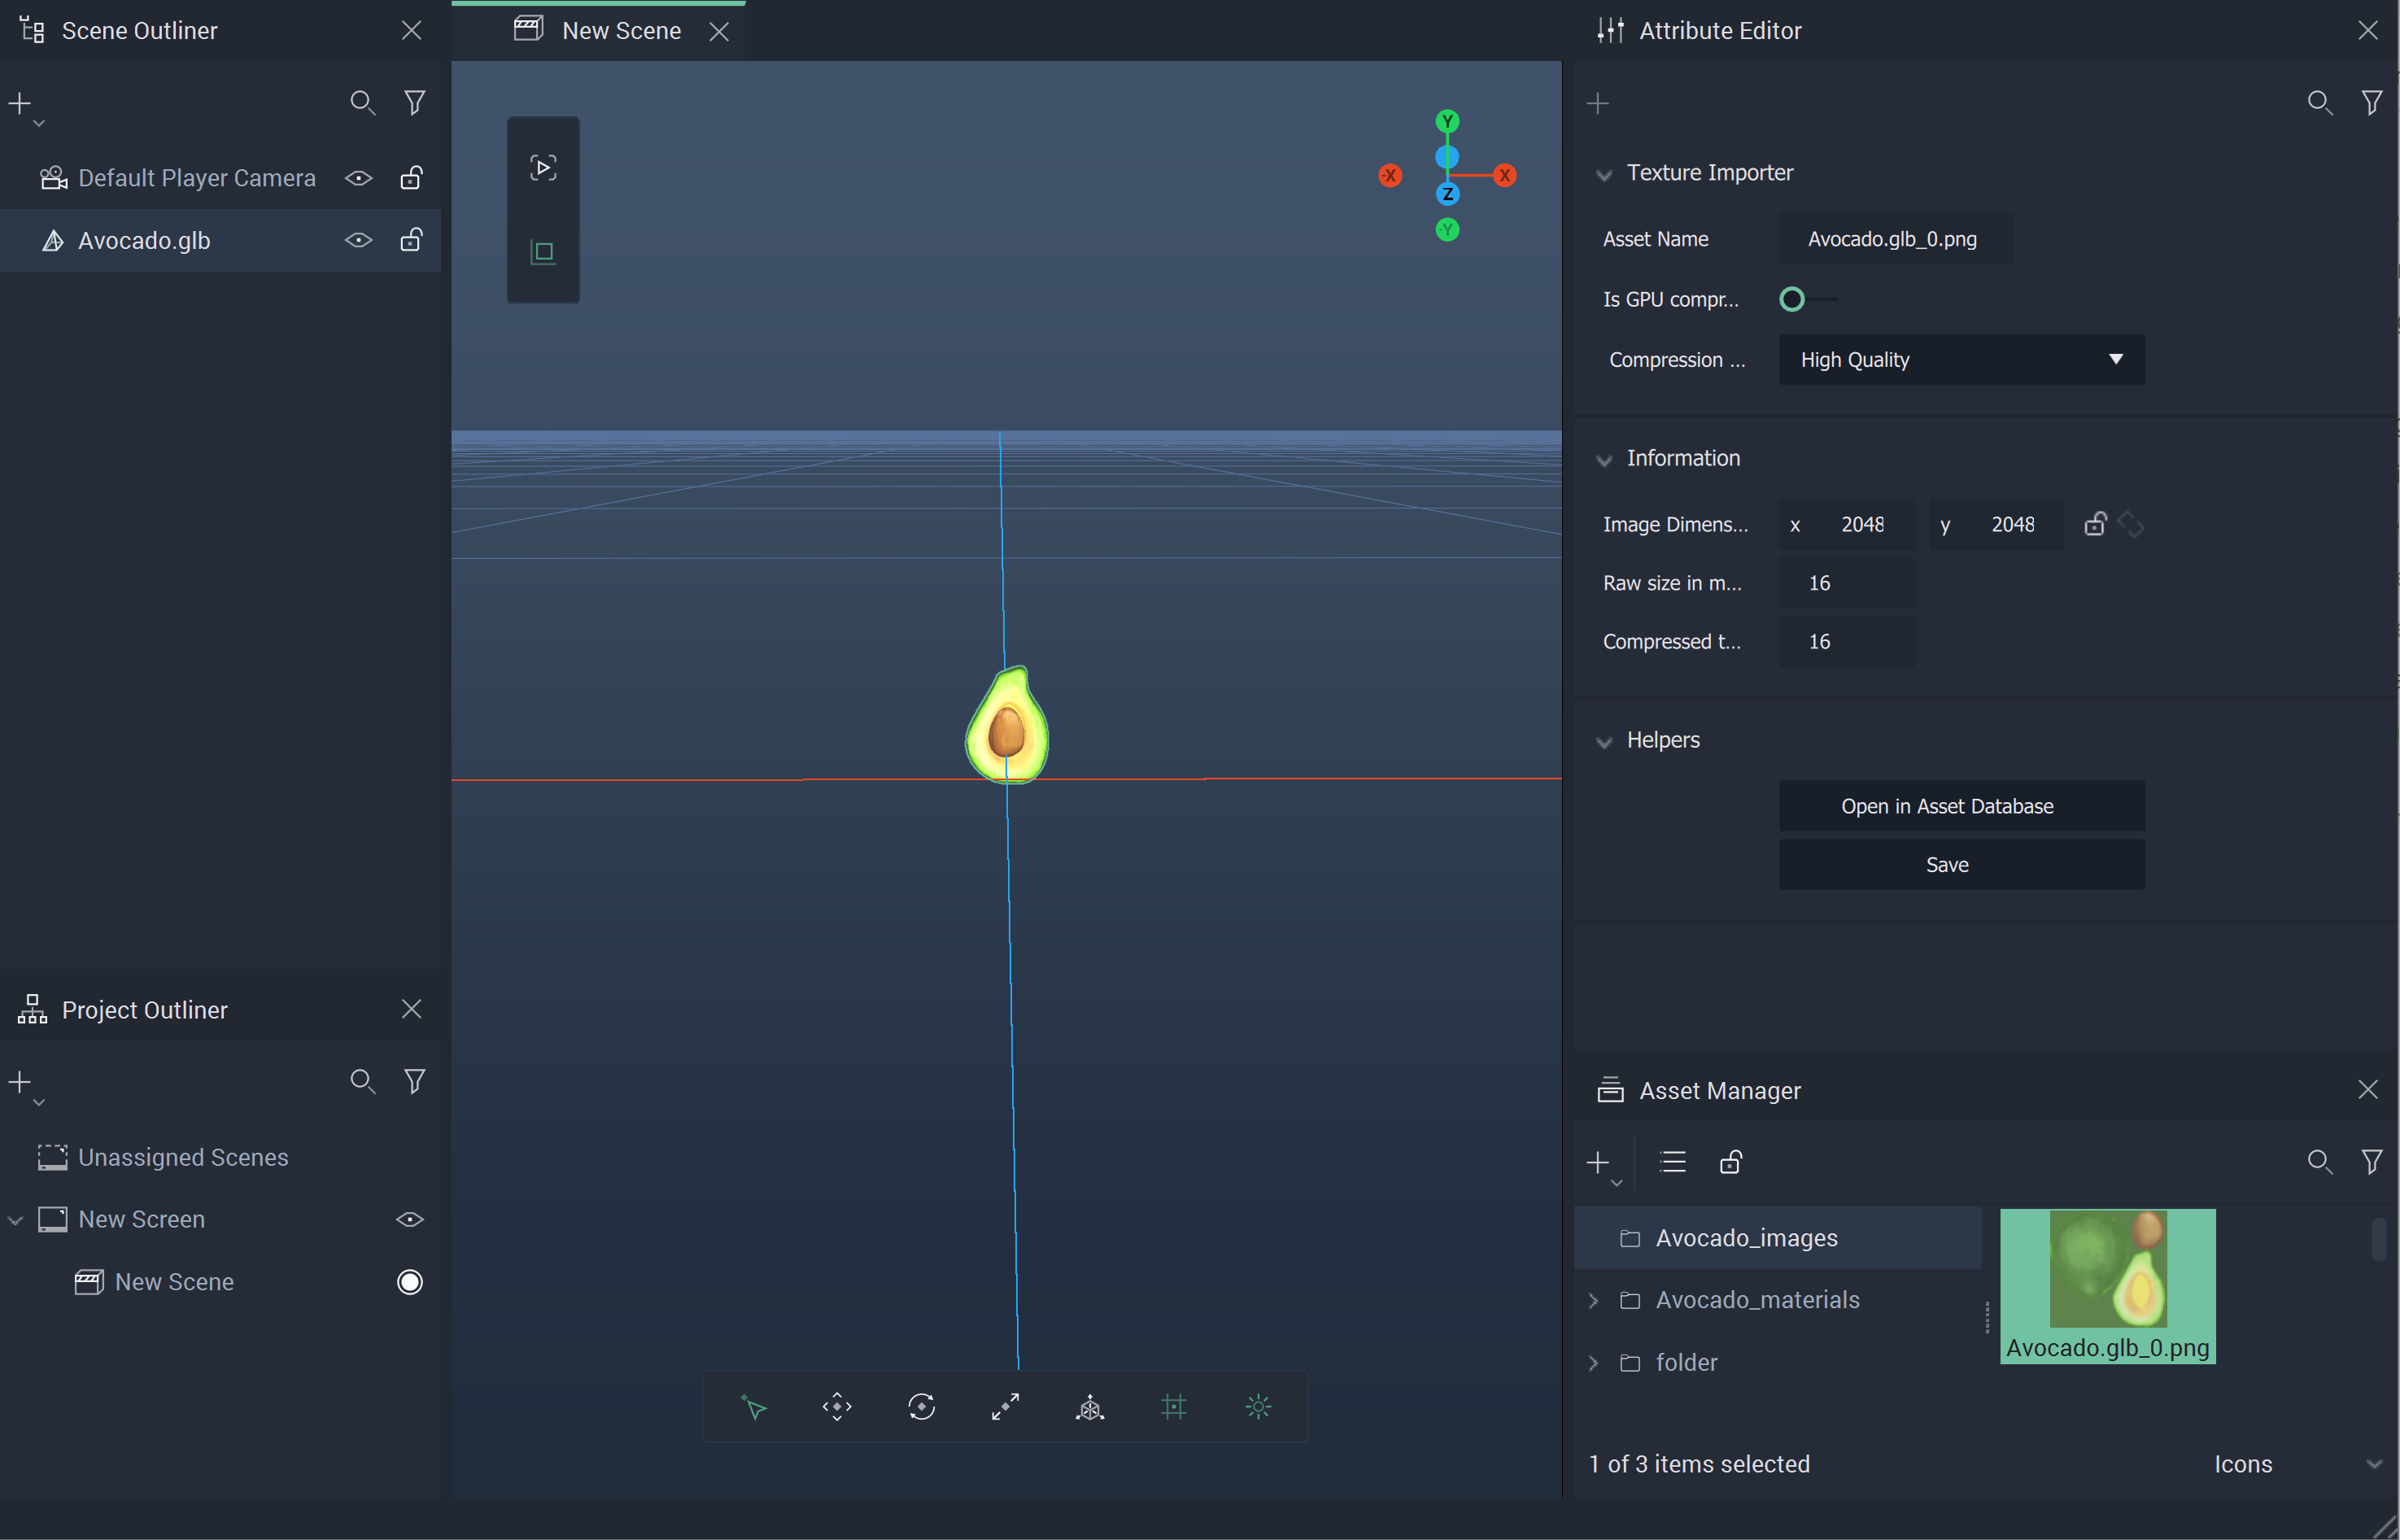 Scene Outliner
New Scene
Attribute Editor
Default Player Camera
Avocado.glb
Y
-X
X
Z
-Y
Texture Importer
Asset Name
Avocado.glb_0.png
Is GPU compr...
Compression ...
High Quality
Information
Image Dimens...
x
2048
y
2048
Raw size in m...
16
Compressed t...
16
Helpers
Open in Asset Database
Save
Project Outliner
Unassigned Scenes
New Screen
New Scene
Asset Manager
Avocado_images
Avocado_materials
folder
Avocado.glb_0.png
1 of 3 items selected
Icons